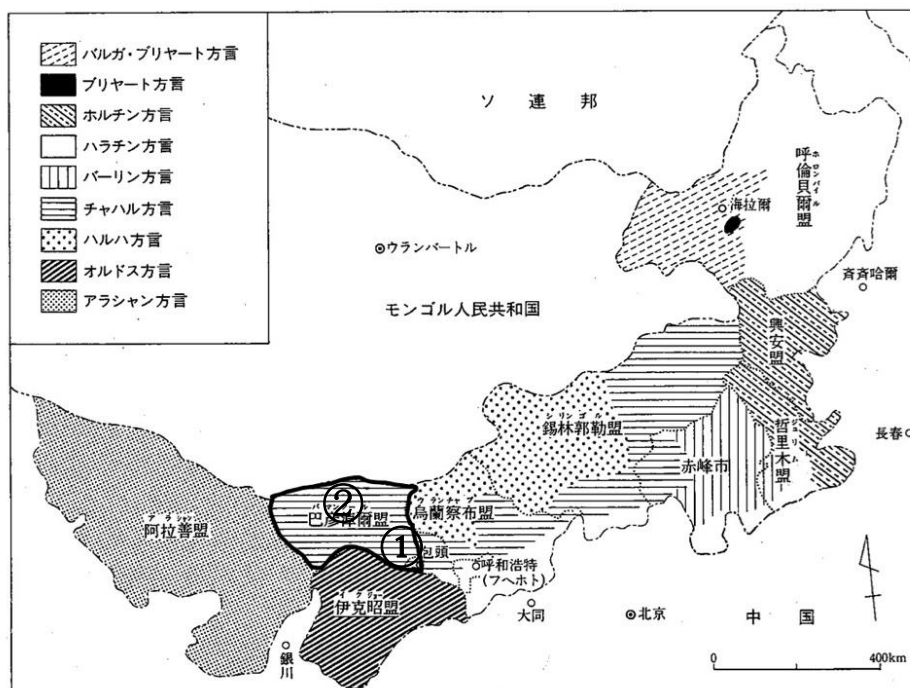 バルガ・ブリヤート方言
ブリヤート方言
ホルチン方言
ハラチン方言
バーリン方言
チャハル方言
ハルハ方言
オルドス方言
アラシャン方言
ソ連邦
ホロンバイル
呼倫貝爾盟
海拉爾
ウランバートル
斉斉哈爾
モンゴル人民共和国
興安盟
シリンゴル
錫林郭勒盟
ジェリム
哲里木盟
長春
赤峰市
②
ウランチャブ
烏蘭察布盟
巴彦淖爾盟
アラシャン
阿拉善盟
①
包頭
呼和浩特
(フヘホト)
イクジョー
伊克昭盟
大同
北京
中国
銀川
0
400km